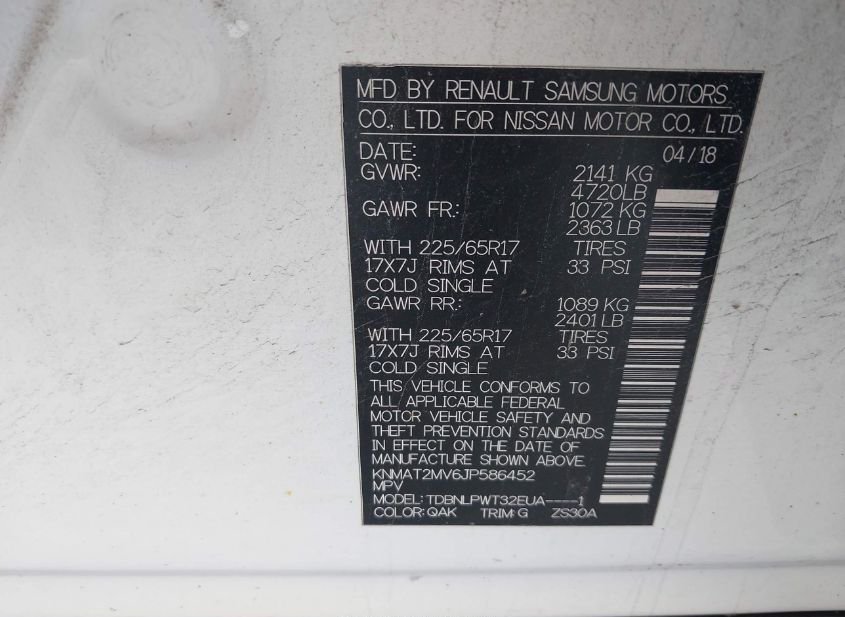 MFD BY RENAULT SAMSUNG MOTORS
CO., LTD. FOR NISSAN MOTOR CO., LTD.
DATE: 04/18
GVWR: 2141 KG
4720LB
GAWR FR.: 1072 KG
2363 LB
WITH 225/65R17 TIRES
17X7J RIMS AT 33 PSI
COLD SINGLE
GAWR RR.: 1089 KG
2401 LB
WITH 225/65R17 TIRES
17X7J RIMS AT 33 PSI
COLD SINGLE
THIS VEHICLE CONFORMS TO
ALL APPLICABLE FEDERAL
MOTOR VEHICLE SAFETY AND
THEFT PREVENTION STANDARDS
IN EFFECT ON THE DATE OF
MANUFACTURE SHOWN ABOVE.
KNMAT2MV6JP586452
MPV
MODEL: TDBNLPWT32EUA----1
COLOR: QAK TRIM: G ZS30A